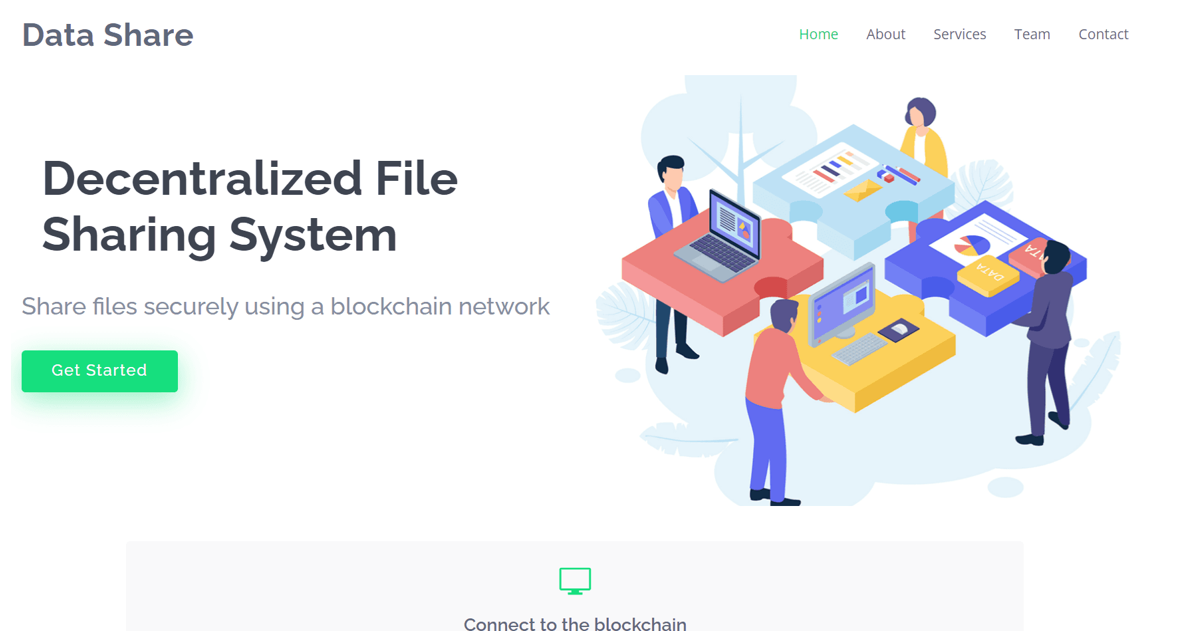 Data Share
Home About Services Team Contact
Decentralized File
Sharing System
Share files securely using a blockchain network
Get Started
DATA
DATA
Connect to the blockchain